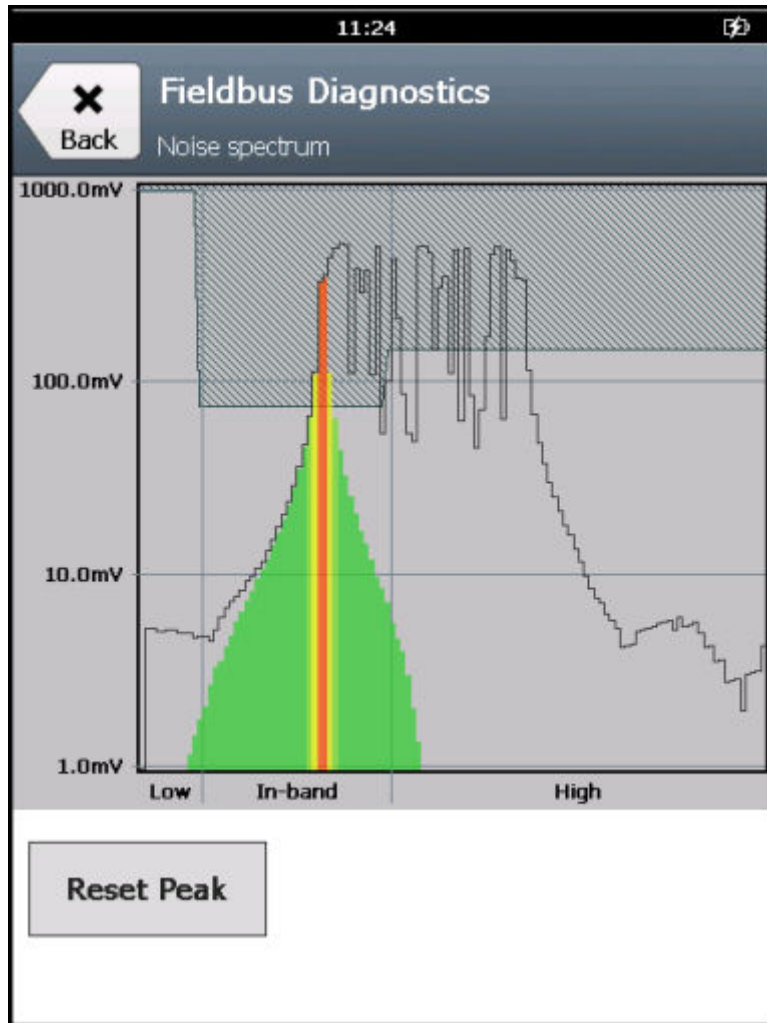 11:24
Fieldbus Diagnostics
Back
Noise spectrum
1000.0mV
100.0mV
10.0mV
1.0mV
Low In-band High
Reset Peak